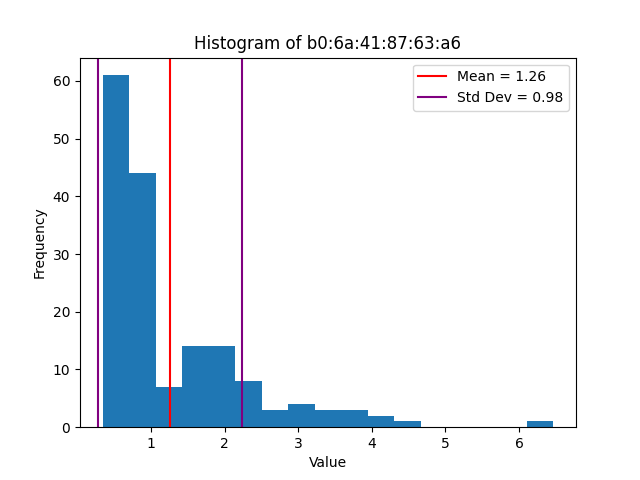 Histogram of b0:6a:41:87:63:a6
Mean = 1.26
Std Dev = 0.98
Frequency
60
50
40
30
20
10
0
1 2 3 4 5 6
Value